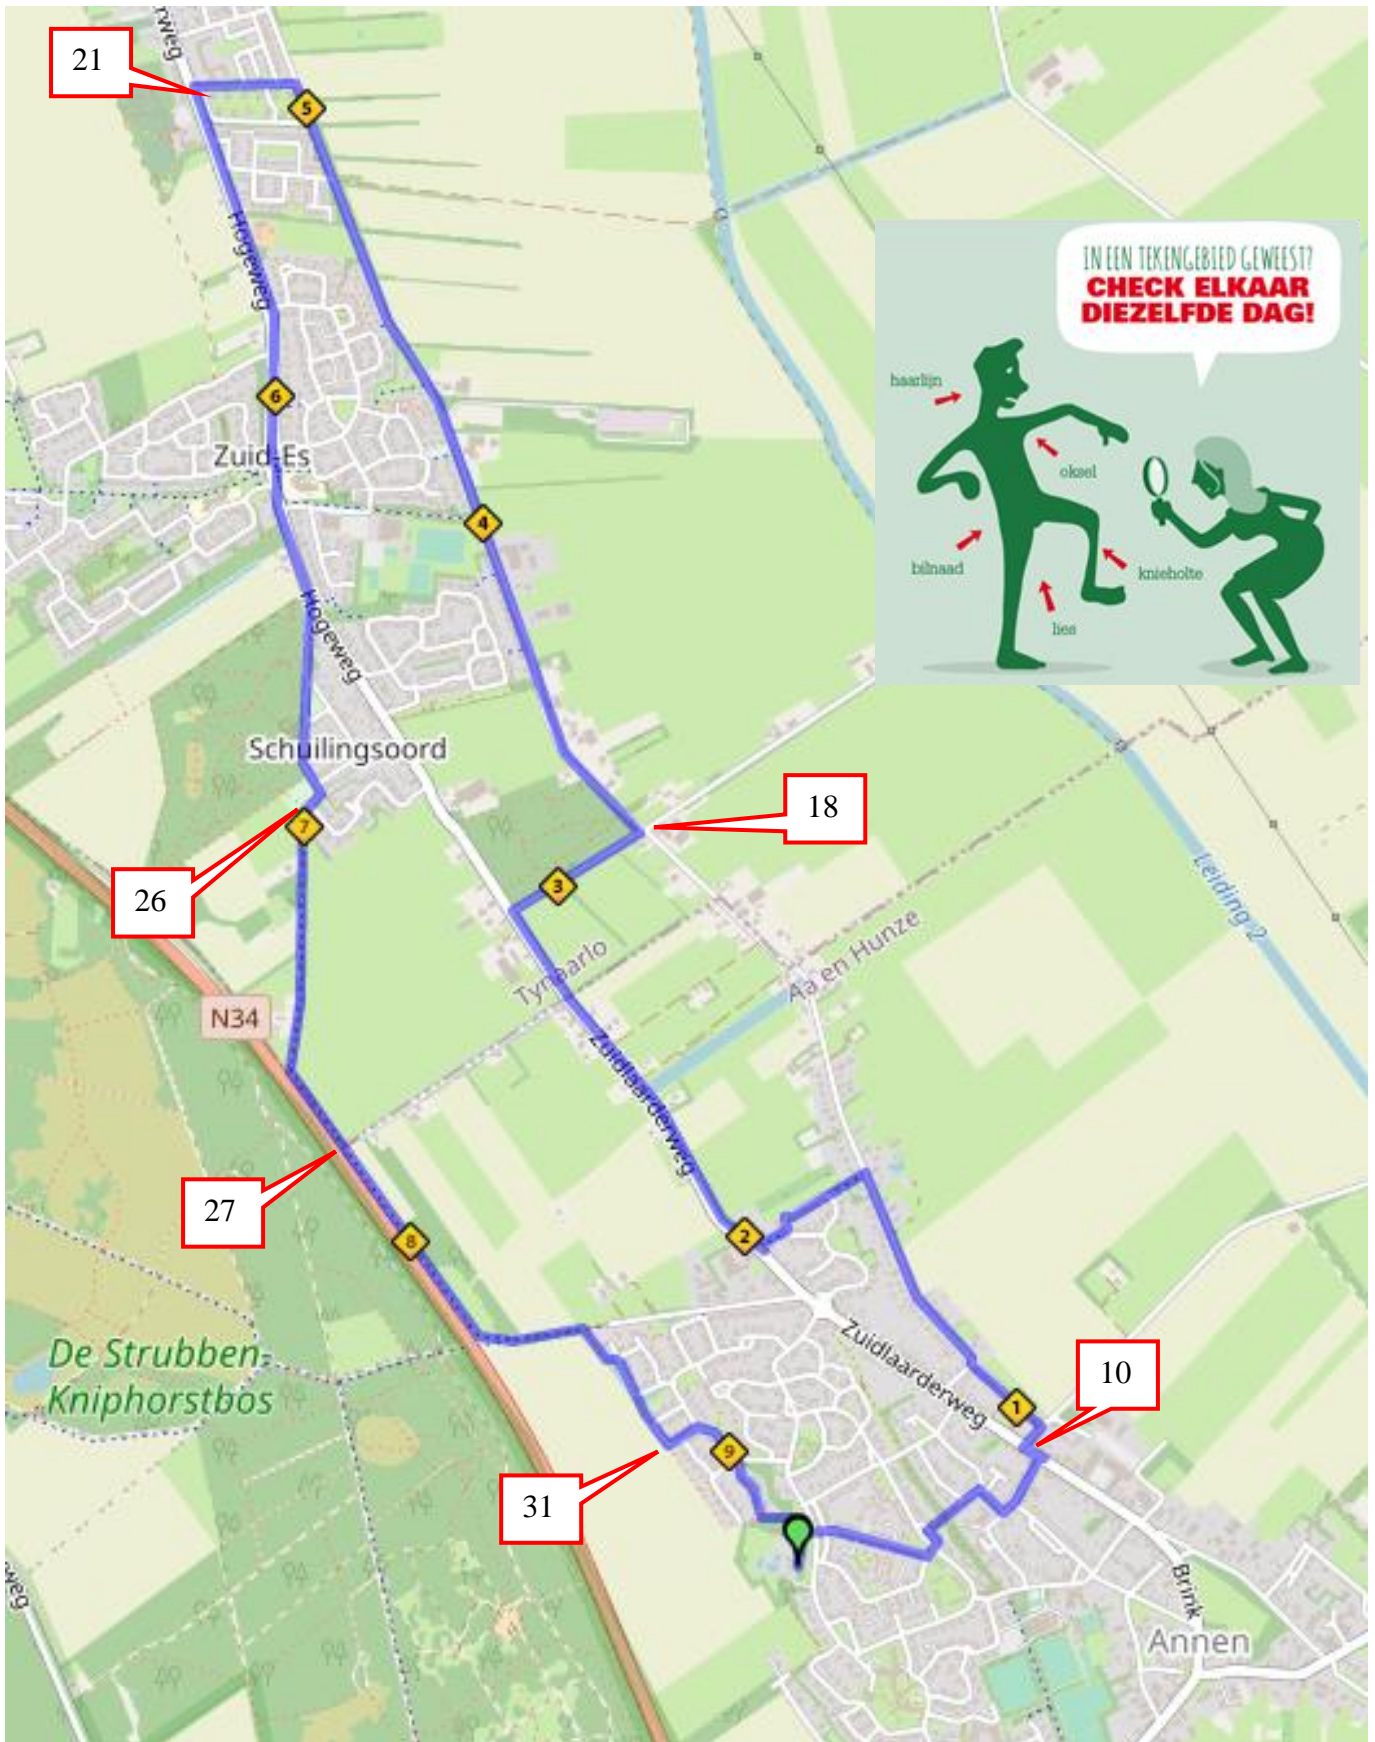 rweg
21
5
Hogeweg
IN EEN TEKENGEBIED GEWEEST?
CHECK ELKAAR
DIEZELFDE DAG!
haarlijn
oksel
bilnaad
knieholte
lies
6
Zuid-Es
4
Hogeweg
Schuilingsoord
18
7
3
26
Leiding 2
Tynaarlo
Aa en Hunze
N34
Zuidlaarderweg
27
8
2
De Strubben-
Kniphorstbos
Zuidlaarderweg
10
1
9
31
weg
Brink
Annen